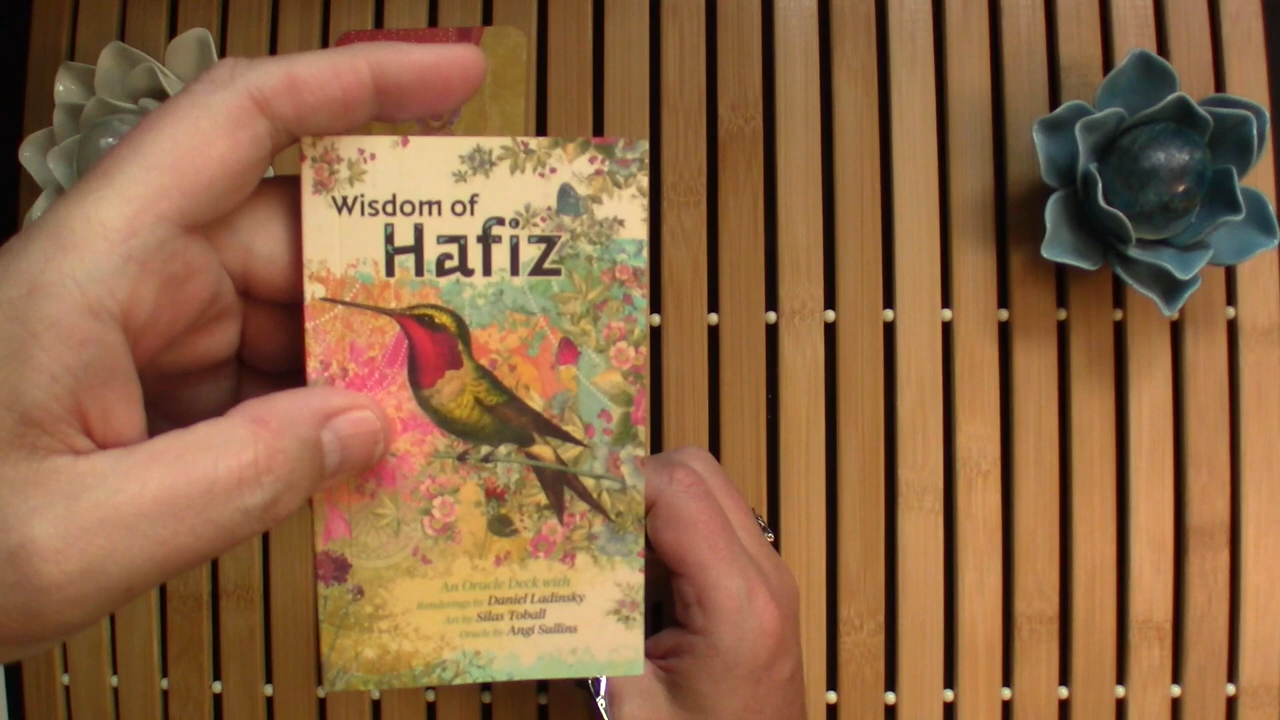 Wisdom of
Hafiz
An Oracle Deck with
Renderings by Daniel Ladinsky
Art by Silas Toball
Oracle by Angi Sullins